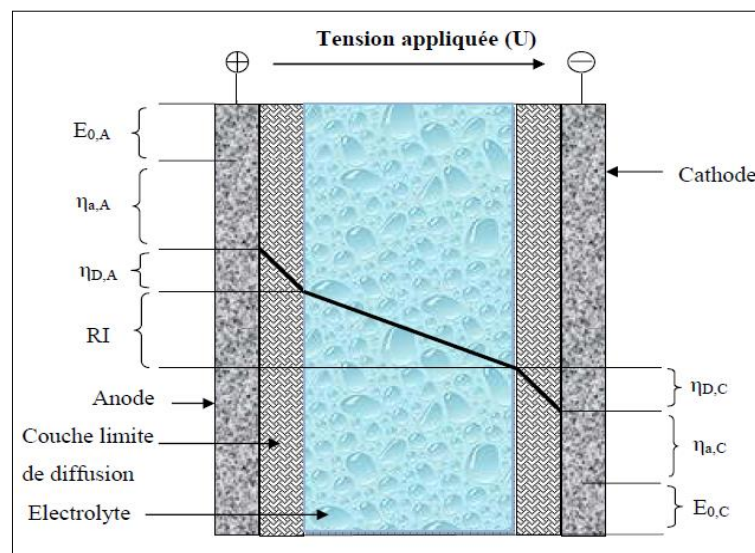 Tension appliquée (U)
+
−
E0,A
ηa,A
ηD,A
RI
Anode
Couche limite
de diffusion
Electrolyte
Cathode
ηD,C
ηa,C
E0,C